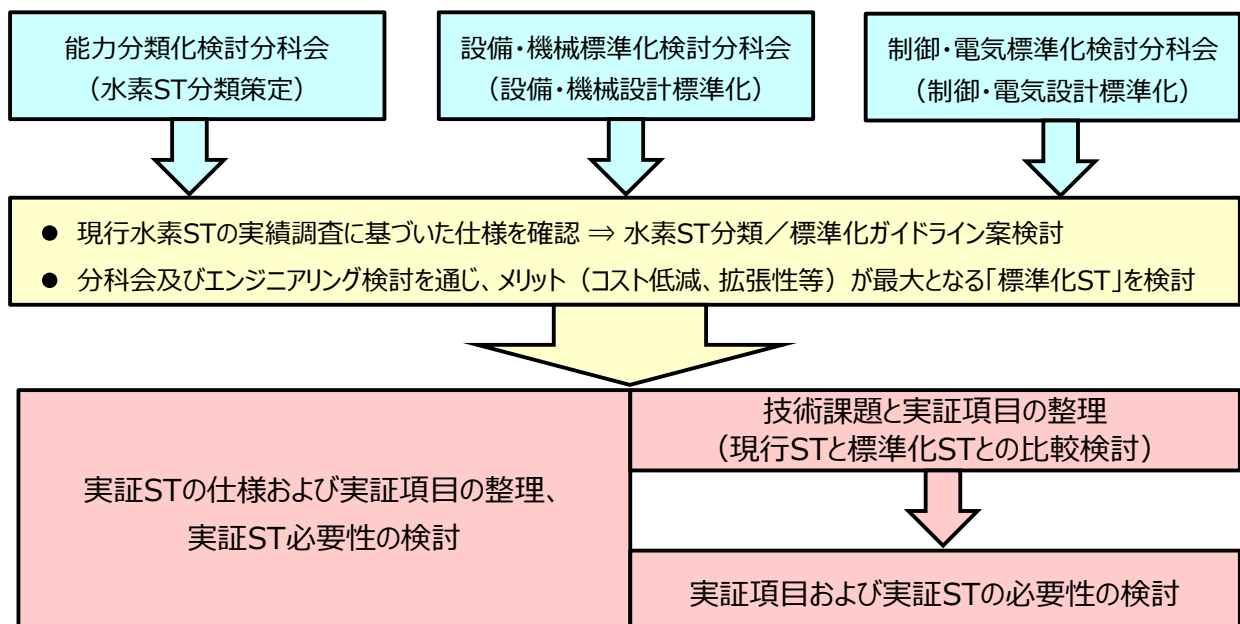 能力分類化検討分科会
（水素ST分類策定）
設備・機械標準化検討分科会
（設備・機械設計標準化）
制御・電気標準化検討分科会
（制御・電気設計標準化）
● 現行水素STの実績調査に基づいた仕様を確認 ⇒ 水素ST分類／標準化ガイドライン案検討
● 分科会及びエンジニアリング検討を通じ、メリット（コスト低減、拡張性等）が最大となる「標準化ST」を検討
実証STの仕様および実証項目の整理、
実証ST必要性の検討
技術課題と実証項目の整理
（現行STと標準化STとの比較検討）
実証項目および実証STの必要性の検討